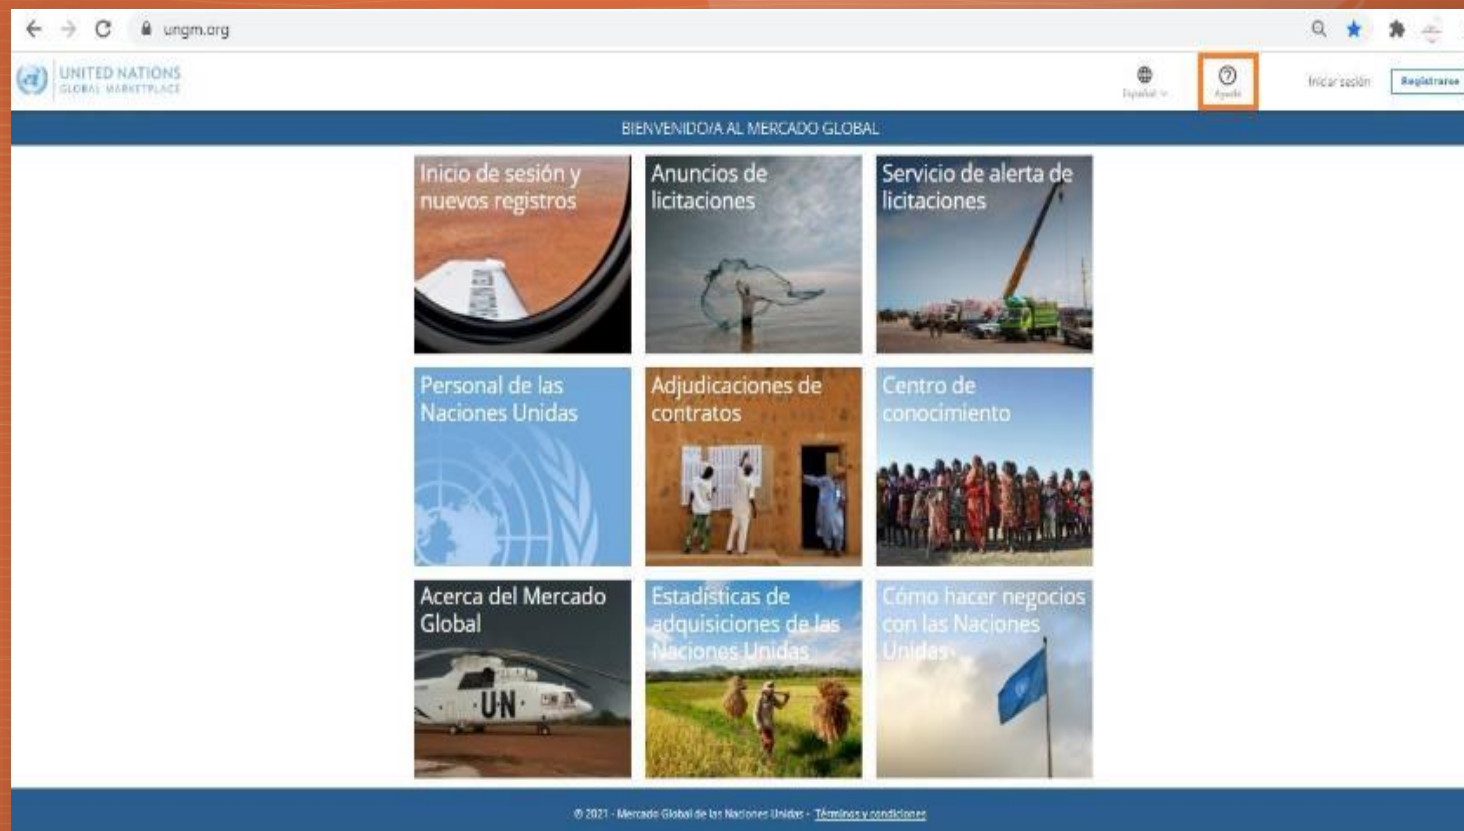 ungm.org
UNITED NATIONS
GLOBAL MARKETPLACE
Español
Ayuda
Iniciar sesión
Registrarse
BIENVENIDO/A AL MERCADO GLOBAL
Inicio de sesión y
nuevos registros
Anuncios de
licitaciones
Servicio de alerta de
licitaciones
Personal de las
Naciones Unidas
Adjudicaciones de
contratos
Centro de
conocimiento
Acerca del Mercado
Global
UN
Estadísticas de
adquisiciones de las
Naciones Unidas
Cómo hacer negocios
con las Naciones
Unidas
© 2021 - Mercado Global de las Naciones Unidas - Términos y condiciones